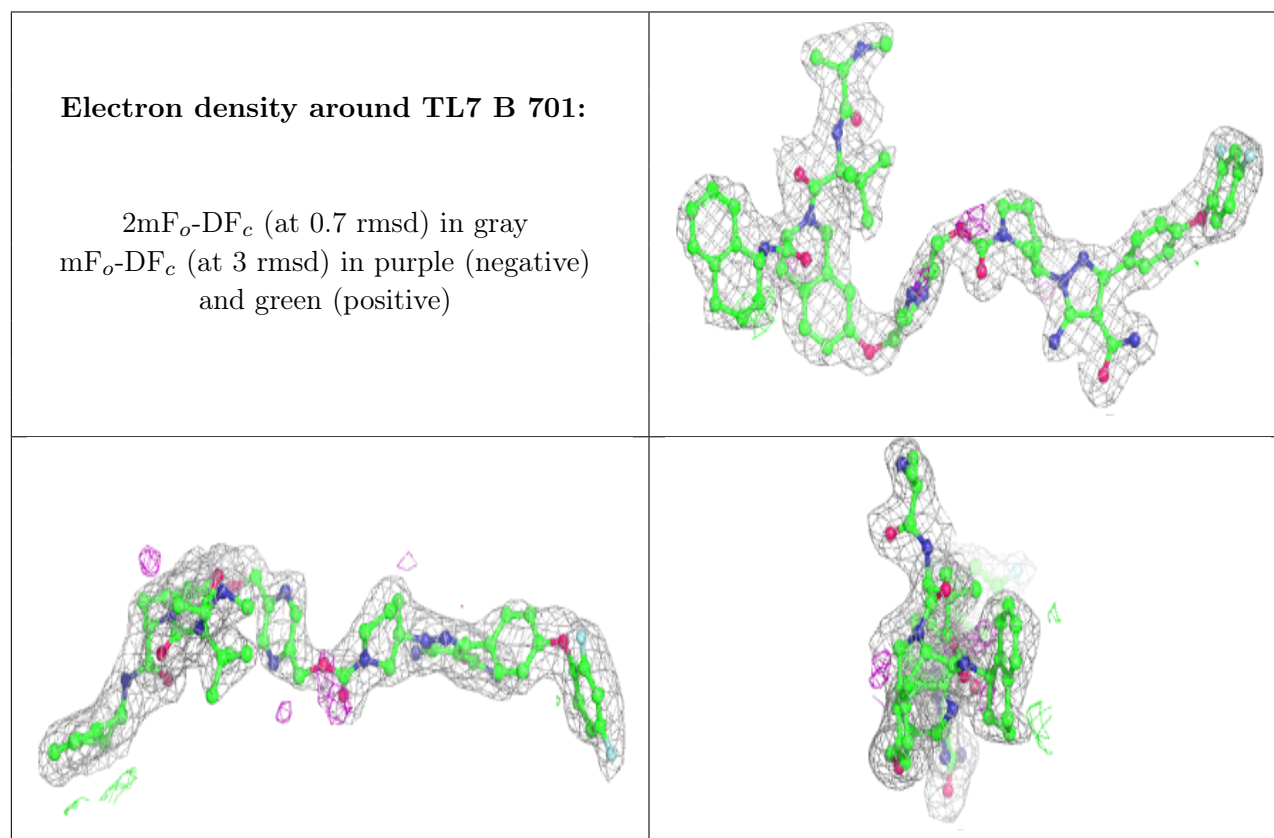 Electron density around TL7 B 701:
2mFo-DFc (at 0.7 rmsd) in gray
mFo-DFc (at 3 rmsd) in purple (negative)
and green (positive)